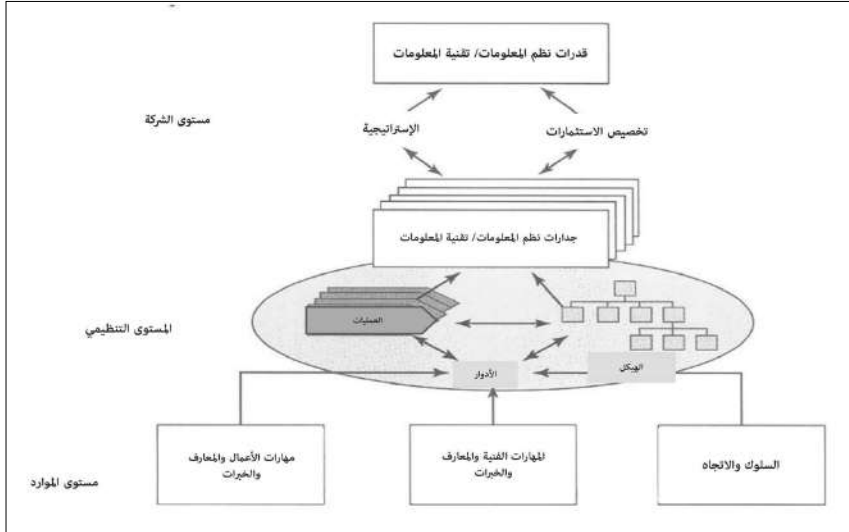 قدرات نظم المعلومات/ تقنية المعلومات
مستوى الشركة
تخصيص الاستثمارات
الإستراتيجية
جدارات نظم المعلومات/ تقنية المعلومات
المستوى التنظيمي
العمليات
الهيكل
الأدوار
السلوك والاتجاه
المهارات الفنية والمعارف
والخبرات
مهارات الأعمال والمعارف
والخبرات
مستوى الموارد